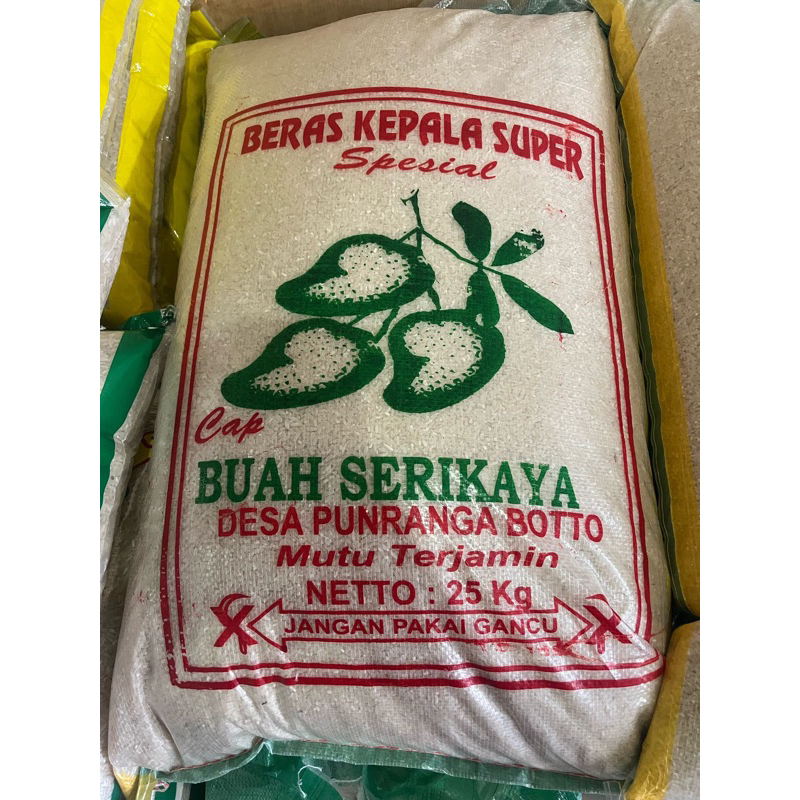 BERAS KEPALA SUPER
Spesial
Cap
BUAH SERIKAYA
DESA PUNRANGA BOTTO
Mutu Terjamin
NETTO : 25 Kg
JANGAN PAKAI GANCU